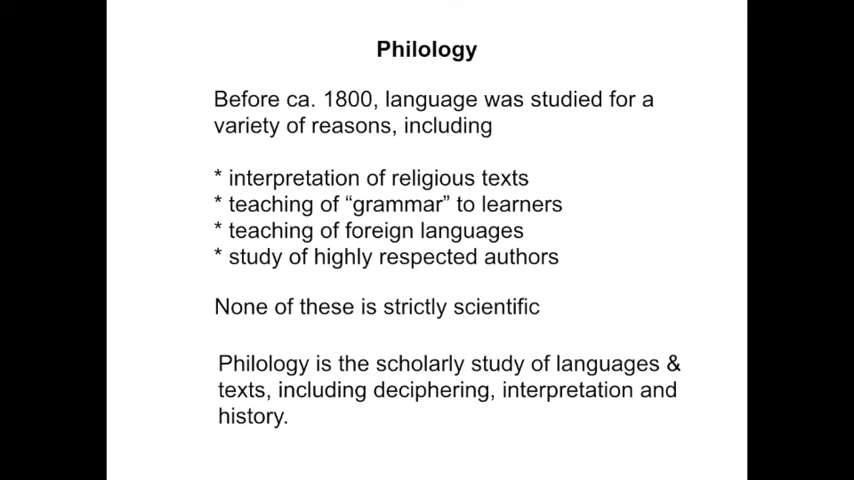 Philology
Before ca. 1800, language was studied for a
variety of reasons, including
* interpretation of religious texts
* teaching of “grammar” to learners
* teaching of foreign languages
* study of highly respected authors
None of these is strictly scientific
Philology is the scholarly study of languages &
texts, including deciphering, interpretation and
history.